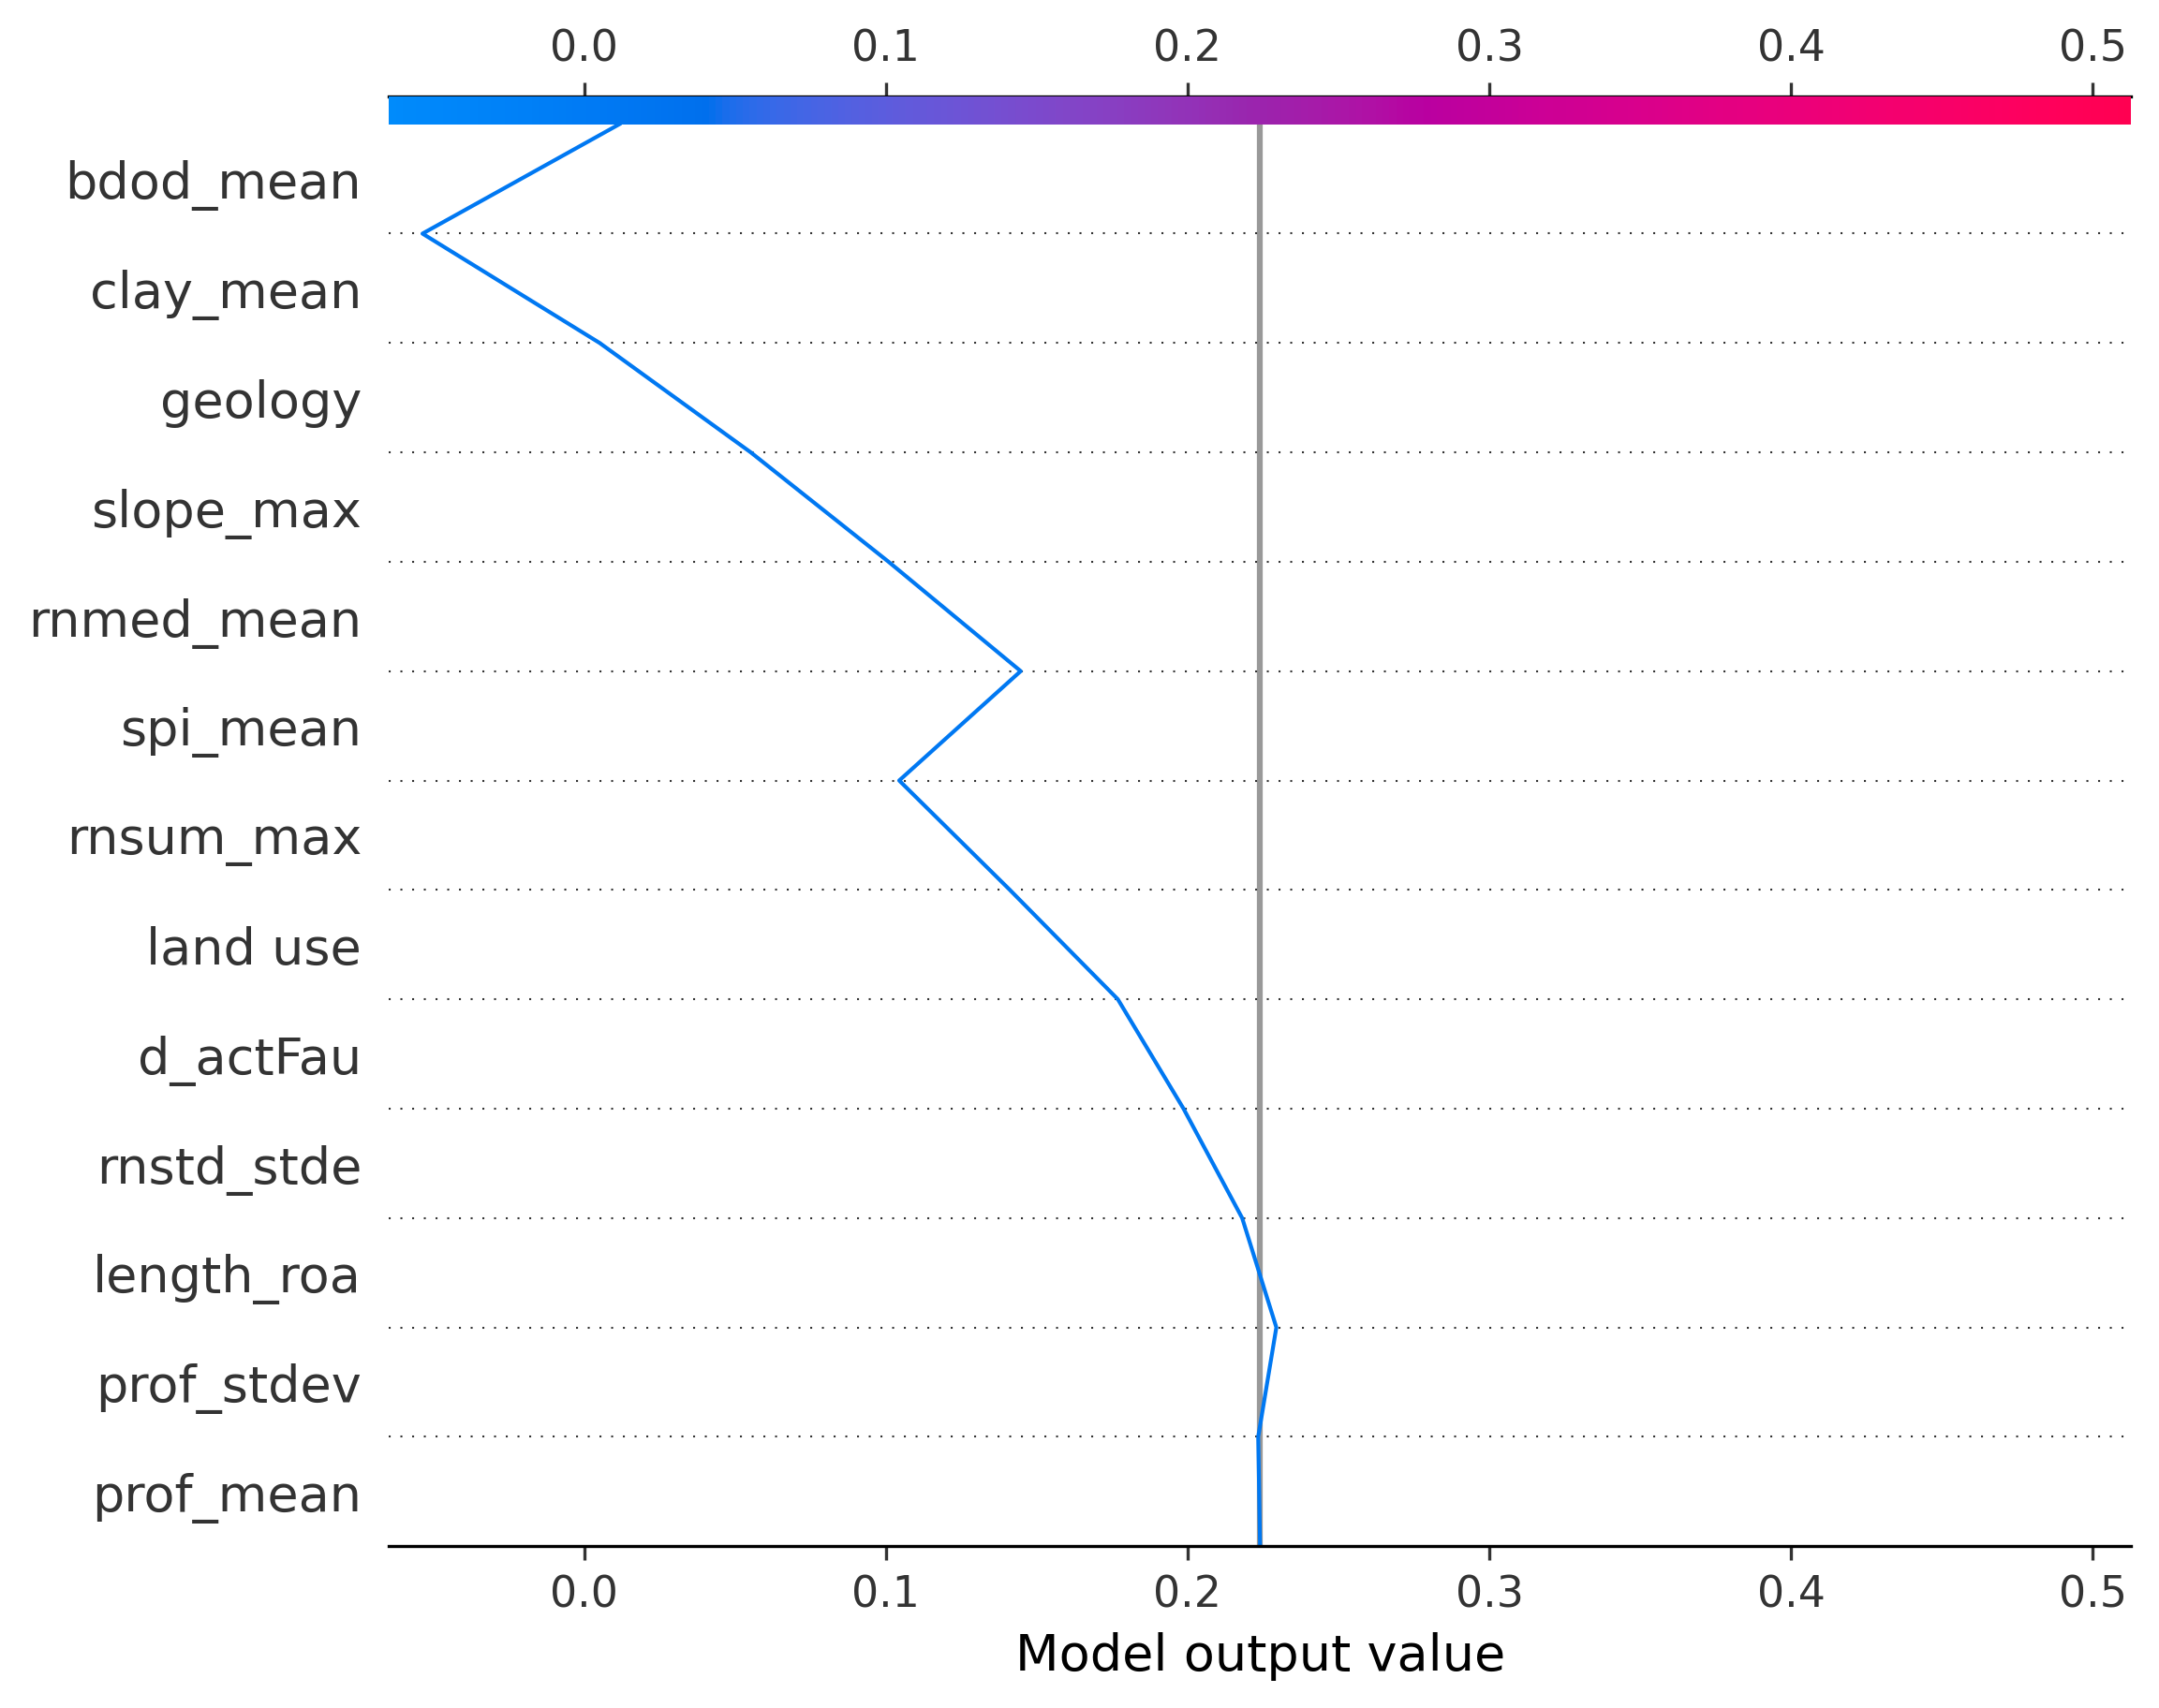 0.0 0.1 0.2 0.3 0.4 0.5
bdod_mean
clay_mean
geology
slope_max
rnmed_mean
spi_mean
rnsum_max
land use
d_actFau
rnstd_stde
length_roa
prof_stdev
prof_mean
0.0 0.1 0.2 0.3 0.4 0.5
Model output value